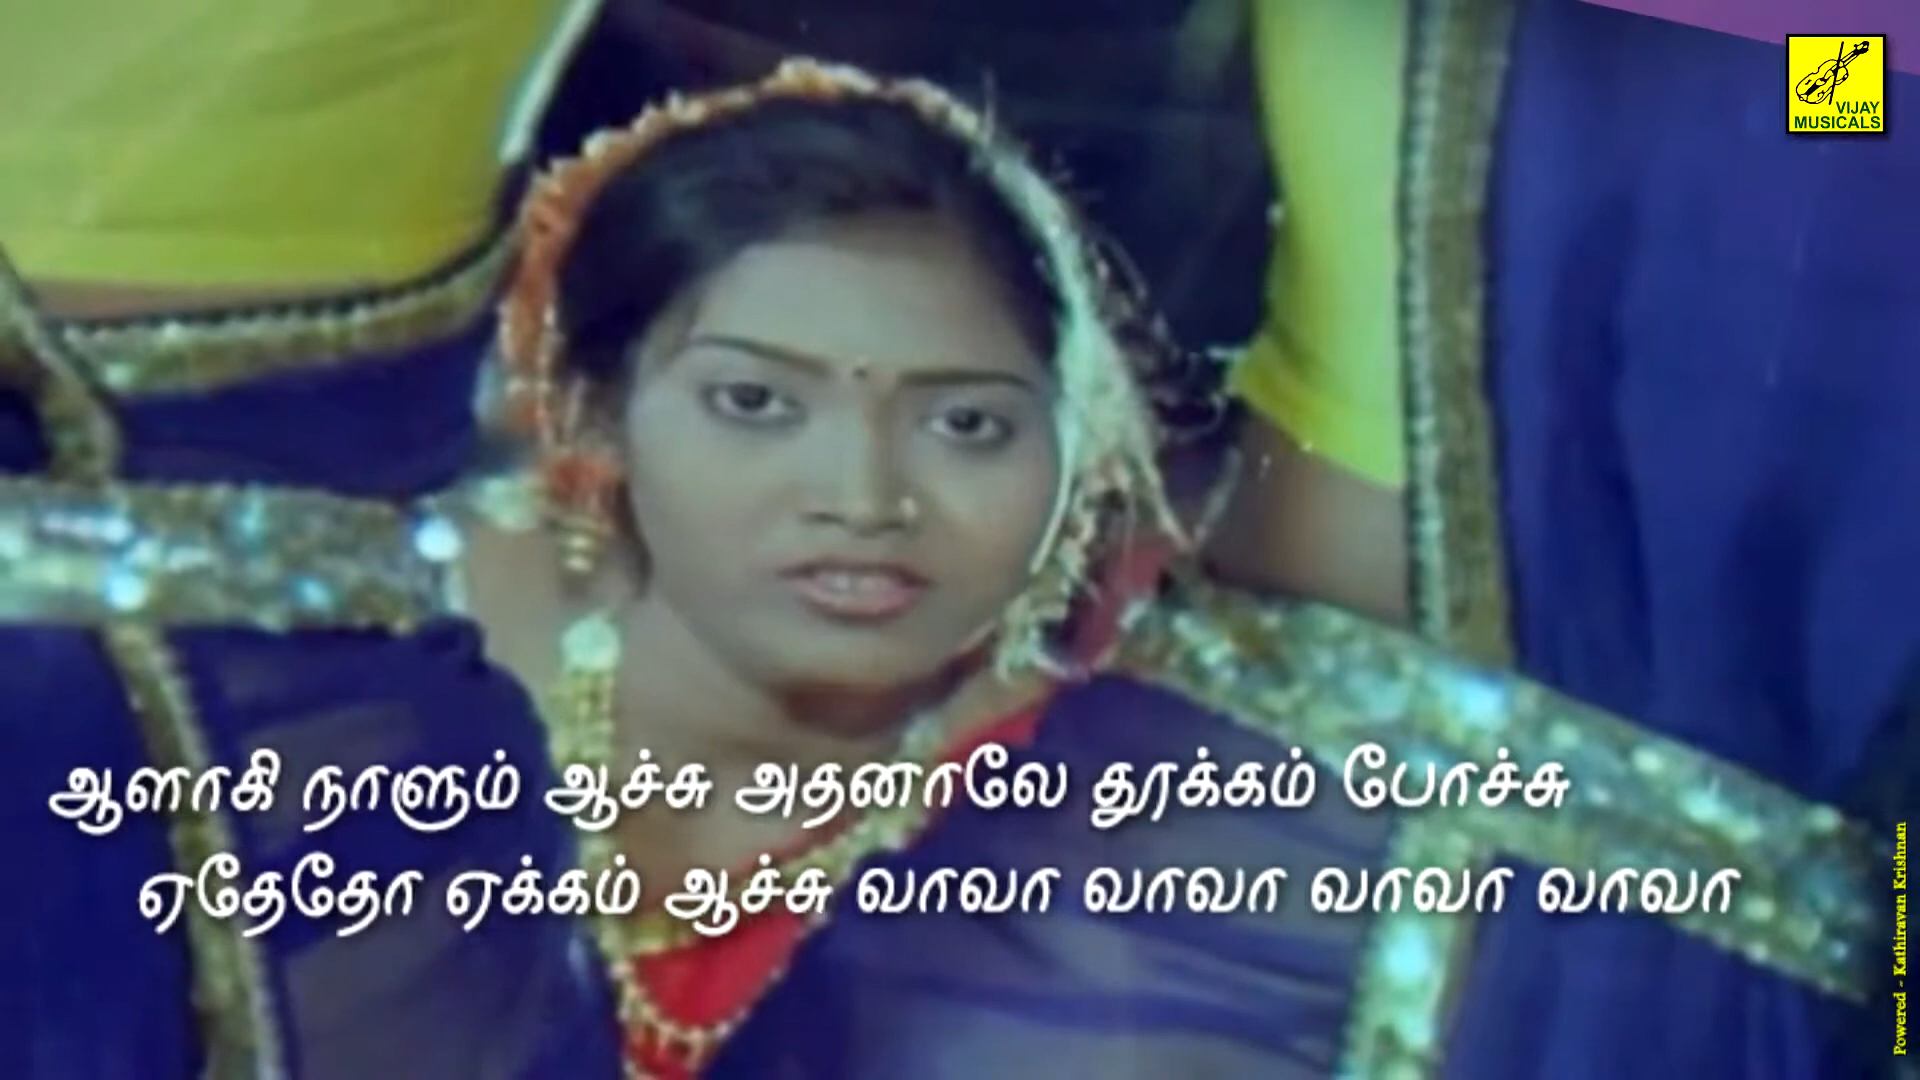 VIJAY
MUSICALS
ஆளாகி நாளும் ஆச்சு அதனாலே தூக்கம் போச்சு
ஏதேதோ ஏக்கம் ஆச்சு வாவா வாவா வாவா வாவா
Powered - Kathiravan Krishnan